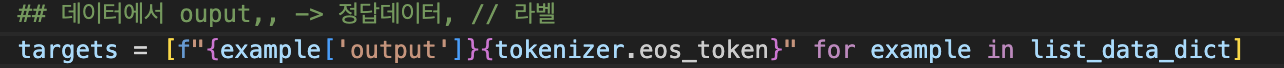 ## 데이터에서 ouput,, -> 정답데이터, // 라벨
targets = [f"{example['output']}{tokenizer.eos_token}" for example in list_data_dict]